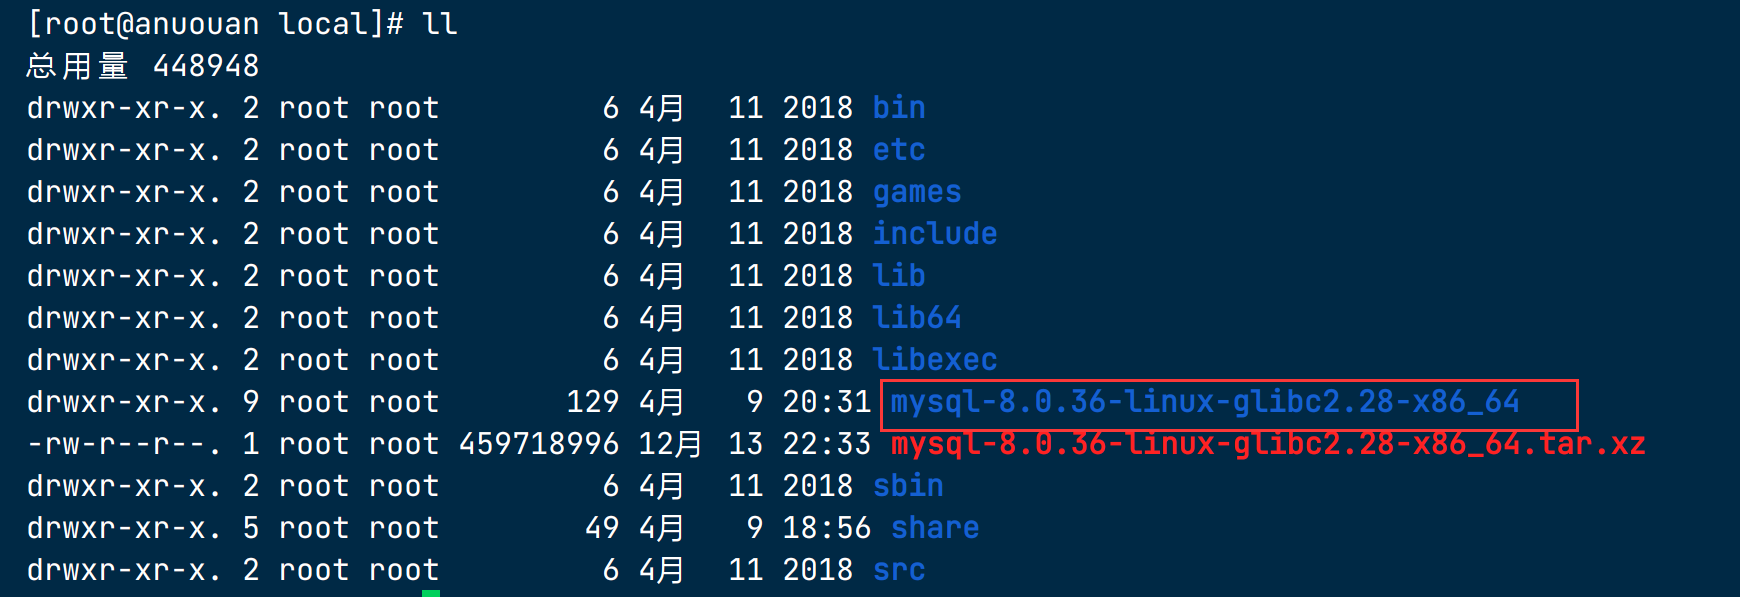 [root@anuouan local]# ll
总用量 448948
drwxr-xr-x. 2 root root         6 4月  11 2018 bin
drwxr-xr-x. 2 root root         6 4月  11 2018 etc
drwxr-xr-x. 2 root root         6 4月  11 2018 games
drwxr-xr-x. 2 root root         6 4月  11 2018 include
drwxr-xr-x. 2 root root         6 4月  11 2018 lib
drwxr-xr-x. 2 root root         6 4月  11 2018 lib64
drwxr-xr-x. 2 root root         6 4月  11 2018 libexec
drwxr-xr-x. 9 root root       129 4月   9 20:31 mysql-8.0.36-linux-glibc2.28-x86_64
-rw-r--r--. 1 root root 459718996 12月 13 22:33 mysql-8.0.36-linux-glibc2.28-x86_64.tar.xz
drwxr-xr-x. 2 root root         6 4月  11 2018 sbin
drwxr-xr-x. 5 root root        49 4月   9 18:56 share
drwxr-xr-x. 2 root root         6 4月  11 2018 src